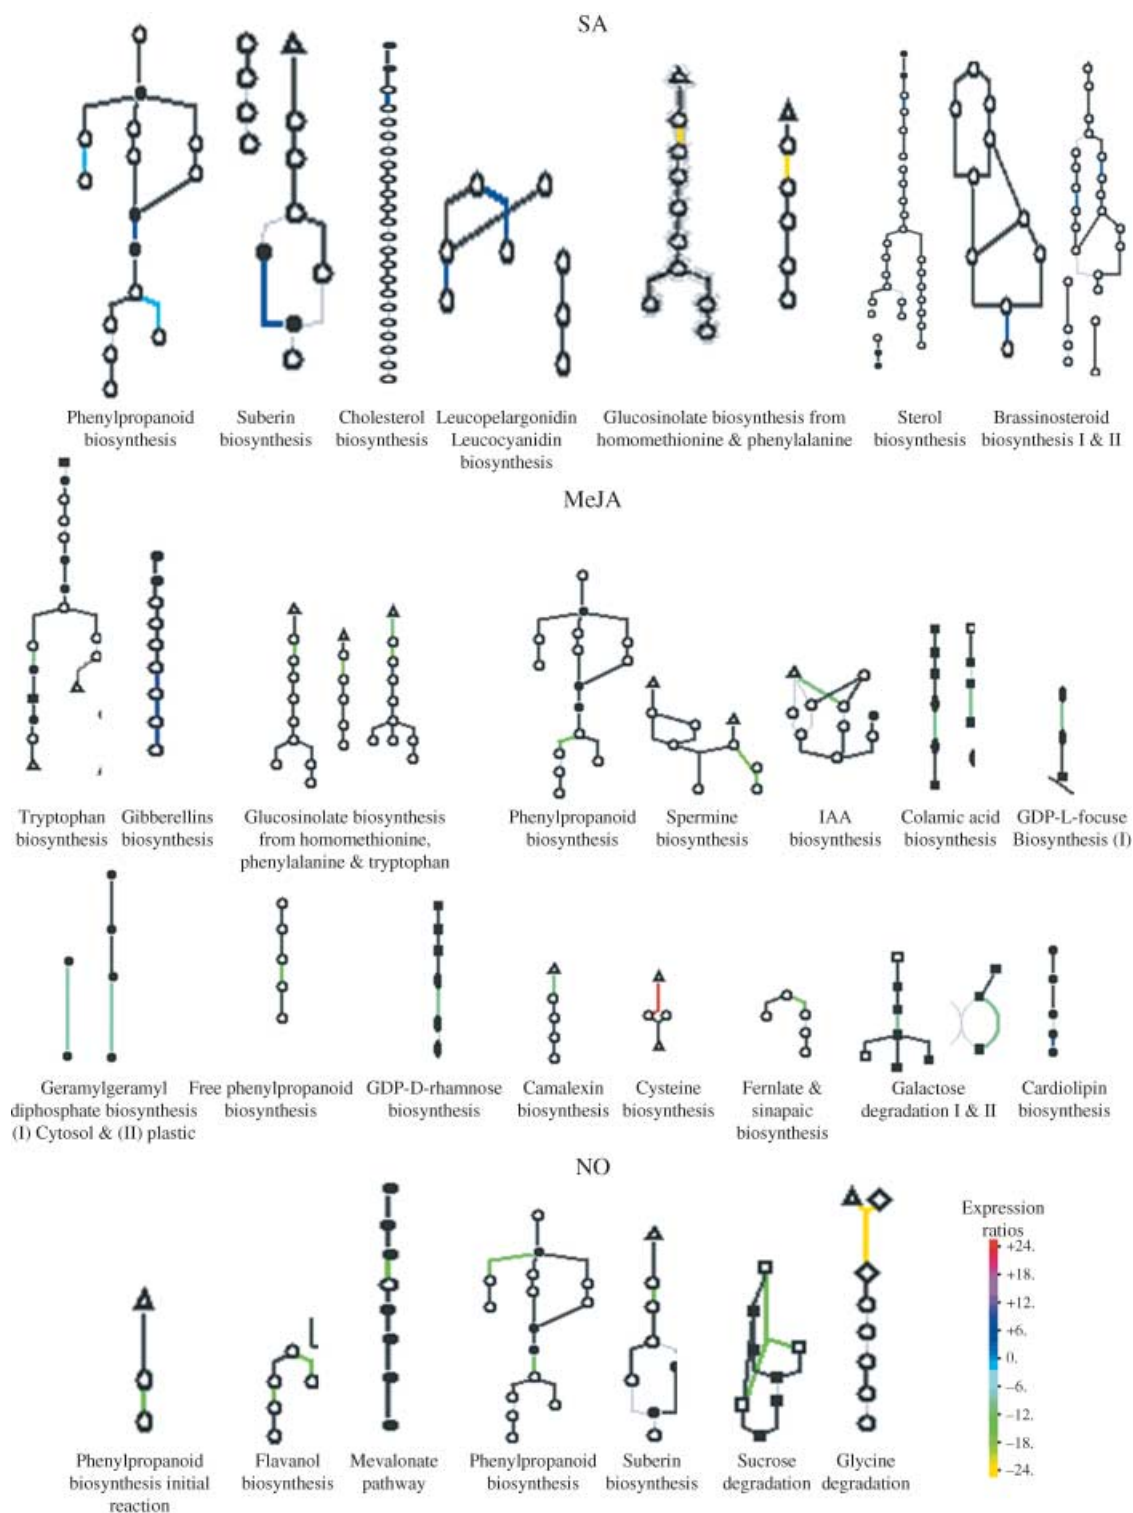 SA
Phenylpropanoid
biosynthesis
Suberin
biosynthesis
Cholesterol
biosynthesis
Leucopelargonidin
Leucocyanidin
biosynthesis
Glucosinolate biosynthesis from
homomethionine & phenylalanine
Sterol
biosynthesis
Brassinosteroid
biosynthesis I & II
MeJA
Tryptophan
biosynthesis
Gibberellins
biosynthesis
Glucosinolate biosynthesis
from homomethionine,
phenylalanine & tryptophan
Phenylpropanoid
biosynthesis
Spermine
biosynthesis
IAA
biosynthesis
Colamic acid
biosynthesis
GDP-L-focuse
Biosynthesis (I)
Geramylgeramyl
diphosphate biosynthesis
(I) Cytosol & (II) plastic
Free phenylpropanoid
biosynthesis
GDP-D-rhamnose
biosynthesis
Camalexin
biosynthesis
Cysteine
biosynthesis
Fernlate &
sinapaic
biosynthesis
Galactose
degradation I & II
Cardiolipin
biosynthesis
NO
Phenylpropanoid
biosynthesis initial
reaction
Flavanol
biosynthesis
Mevalonate
pathway
Phenylpropanoid
biosynthesis
Suberin
biosynthesis
Sucrose
degradation
Glycine
degradation
Expression
ratios
+24.
+18.
+12.
+6.
0.
−6.
−12.
−18.
−24.